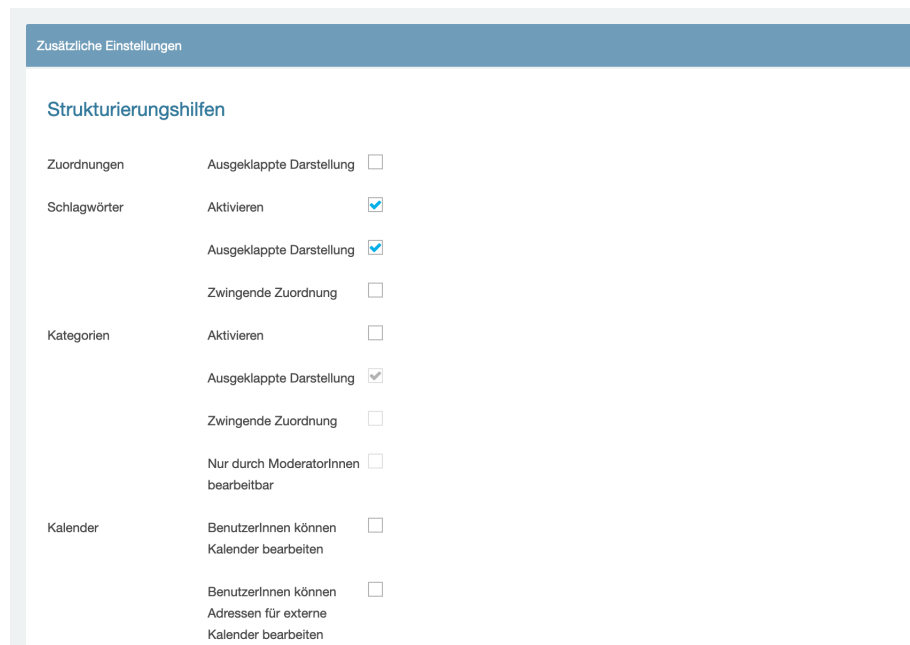 Zusätzliche Einstellungen
Strukturierungshilfen
Zuordnungen Ausgeklappte Darstellung
Schlagwörter Aktivieren
Ausgeklappte Darstellung
Zwingende Zuordnung
Kategorien Aktivieren
Ausgeklappte Darstellung
Zwingende Zuordnung
Nur durch ModeratorInnen
bearbeitbar
Kalender BenutzerInnen können
Kalender bearbeiten
BenutzerInnen können
Adressen für externe
Kalender bearbeiten